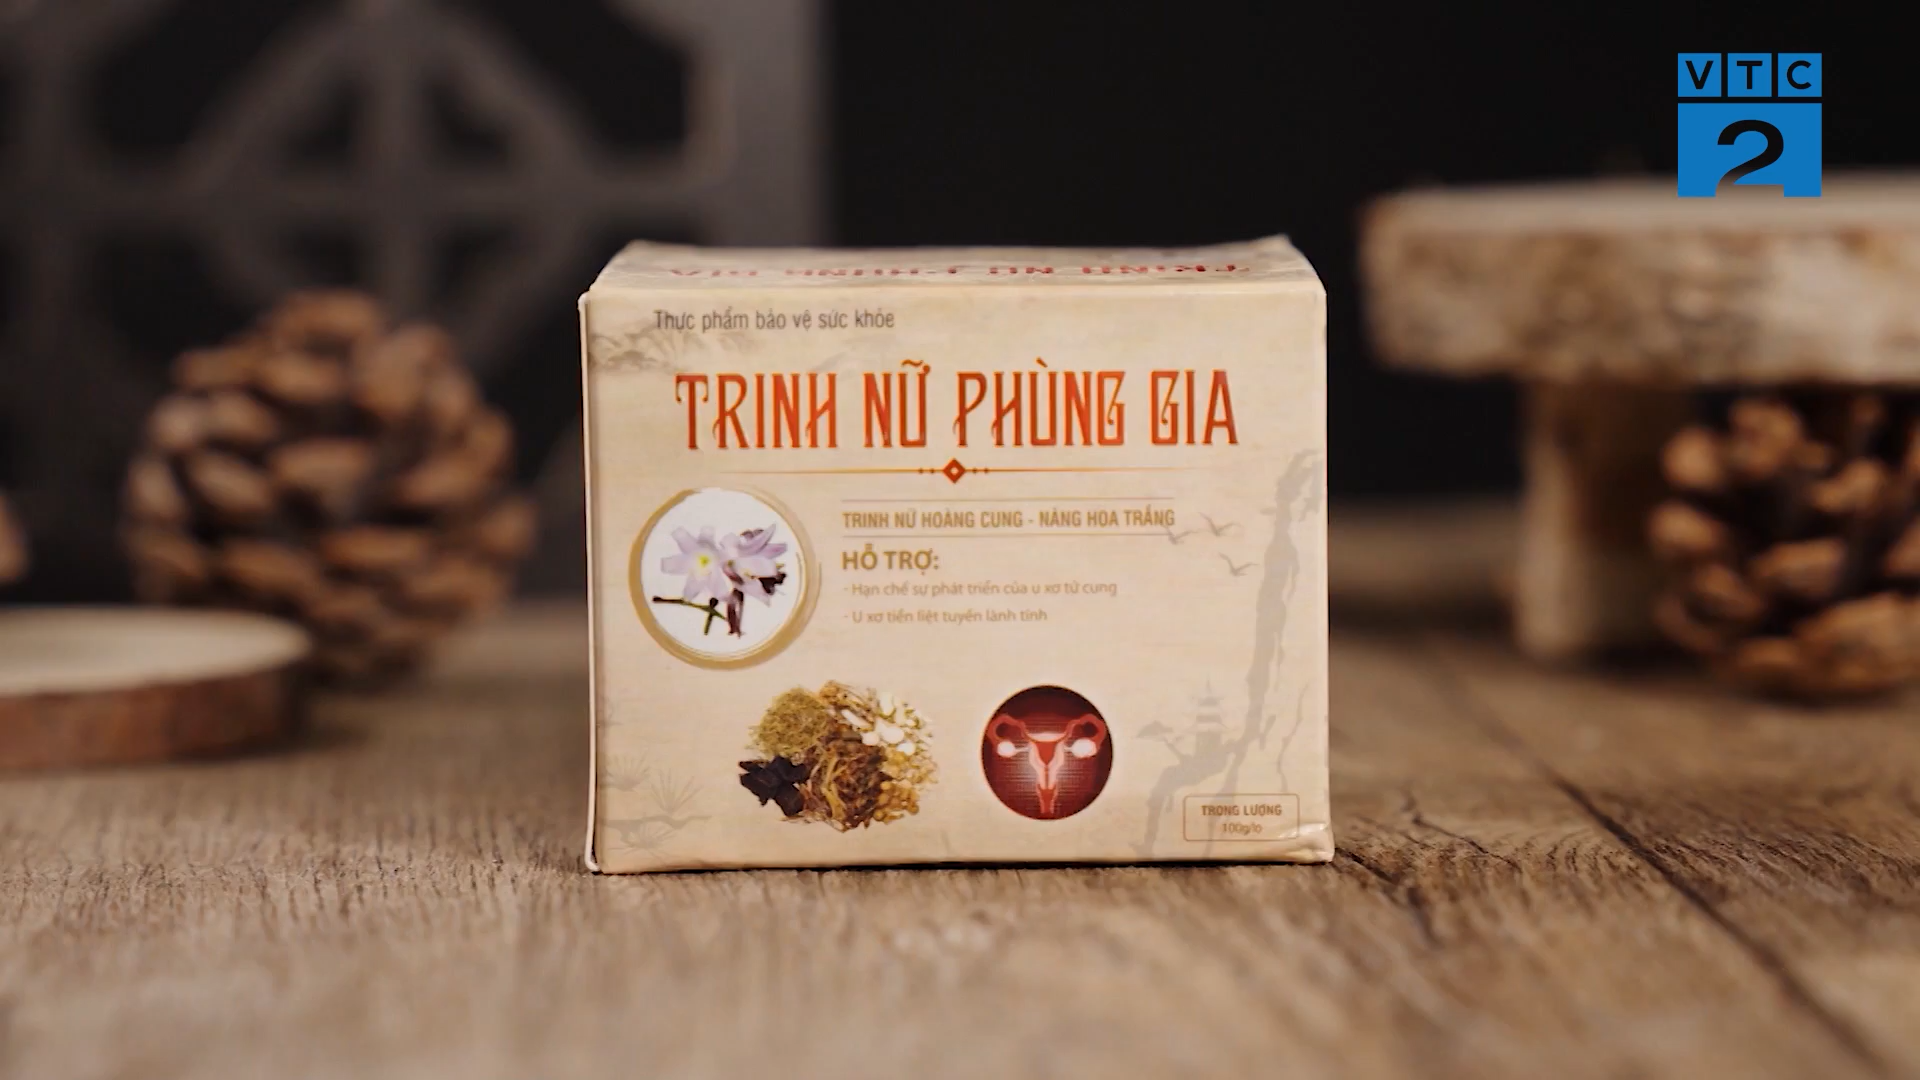 VTC
2
Thực phẩm bảo vệ sức khỏe
TRINH NỮ PHÙNG GIA
TRINH NỮ HOÀNG CUNG - NÁNG HOA TRẮNG
HỖ TRỢ:
- Hạn chế sự phát triển của u xơ tử cung
- U xơ tiền liệt tuyến lành tính
TRỌNG LƯỢNG
100g/lọ